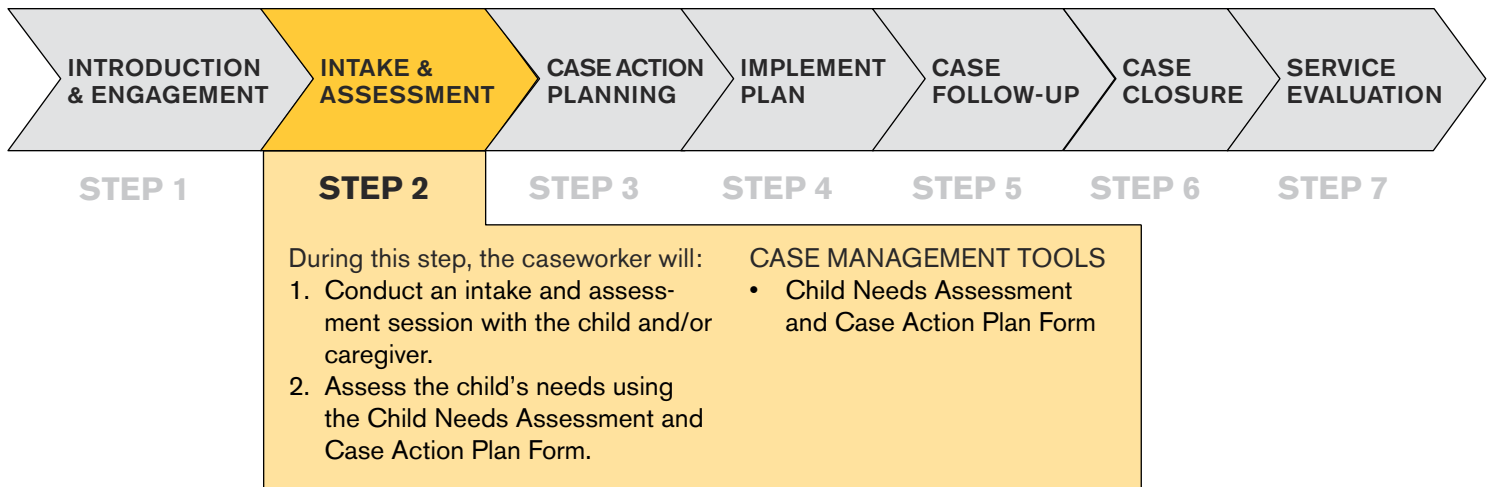 INTRODUCTION
& ENGAGEMENT
INTAKE &
ASSESSMENT
CASE ACTION
PLANNING
IMPLEMENT
PLAN
CASE
FOLLOW-UP
CASE
CLOSURE
SERVICE
EVALUATION
STEP 1
STEP 2
STEP 3
STEP 4
STEP 5
STEP 6
STEP 7
During this step, the caseworker will:
1. Conduct an intake and assess-
ment session with the child and/or
caregiver.
2. Assess the child’s needs using
the Child Needs Assessment and
Case Action Plan Form.
CASE MANAGEMENT TOOLS
• Child Needs Assessment
and Case Action Plan Form